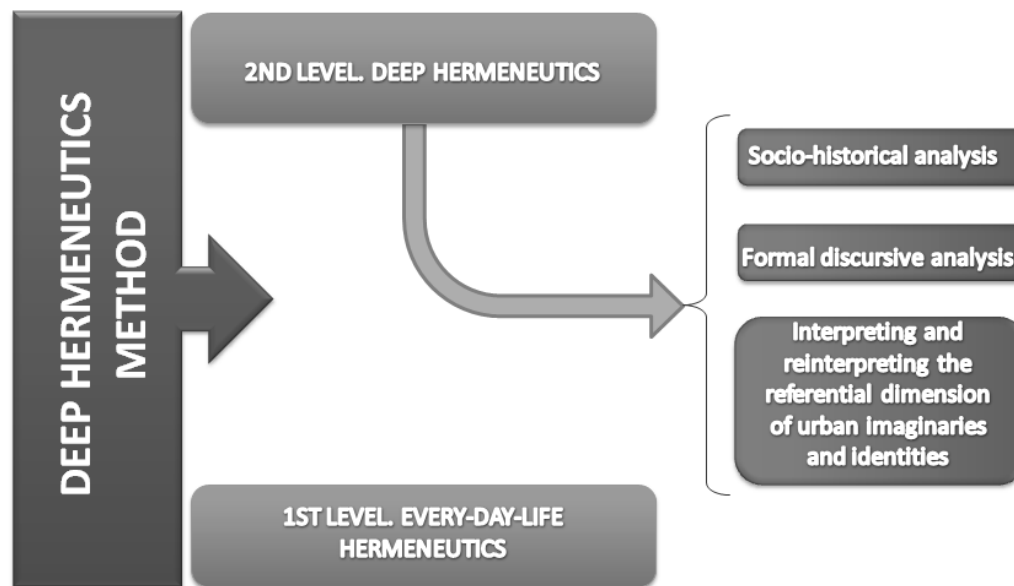 DEEP HERMENEUTICS
METHOD
2ND LEVEL. DEEP HERMENEUTICS
Socio-historical analysis
Formal discursive analysis
Interpreting and
reinterpreting the
referential dimension
of urban imaginaries
and identities
1ST LEVEL. EVERY-DAY-LIFE
HERMENEUTICS